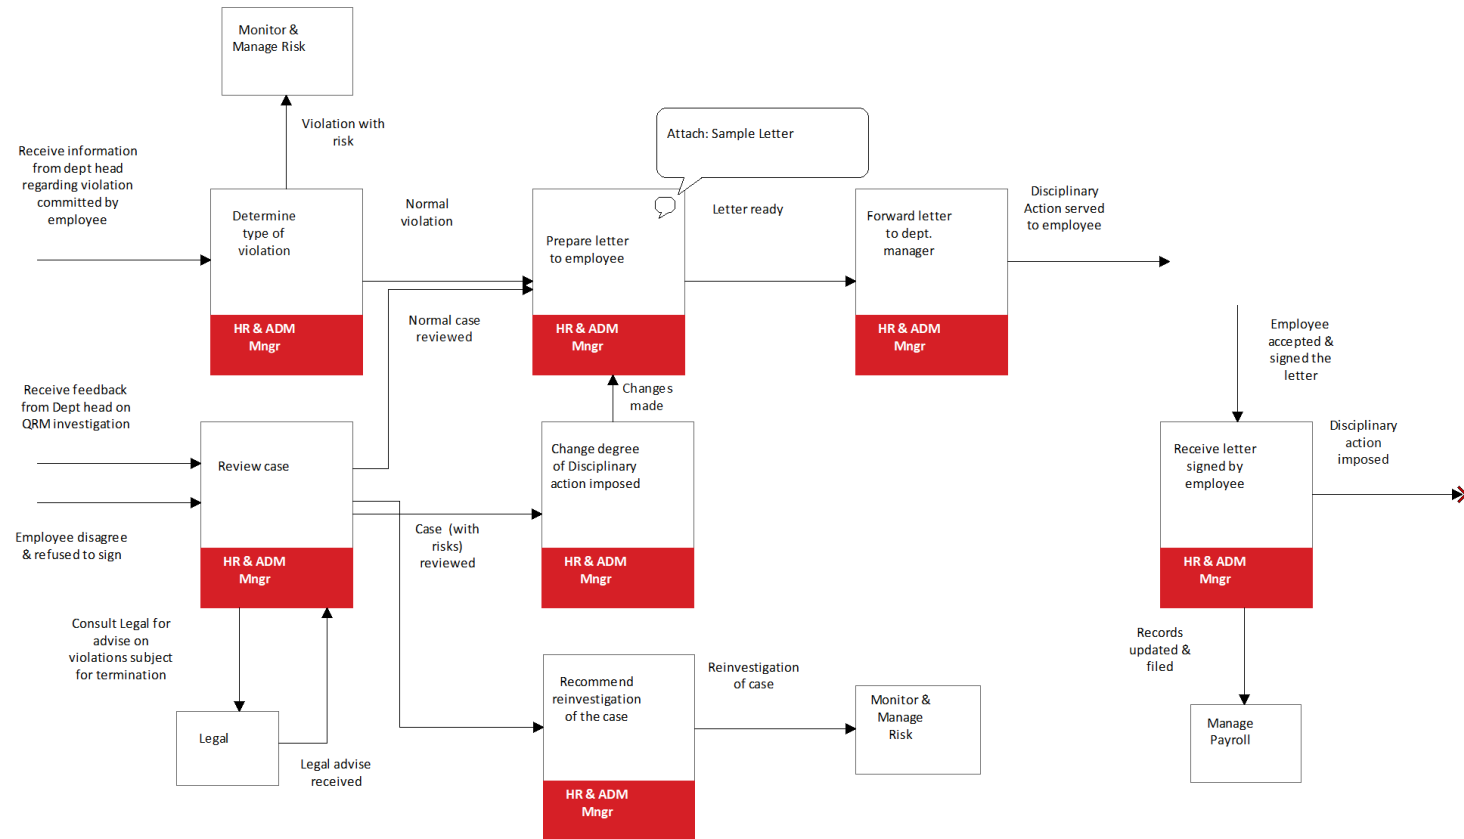 Monitor &
Manage Risk
Violation with
risk
Attach: Sample Letter
Receive information
from dept head
regarding violation
committed by
employee
Determine
type of
violation
HR & ADM
Mngr
Normal
violation
Prepare letter
to employee
HR & ADM
Mngr
Letter ready
Forward letter
to dept.
manager
HR & ADM
Mngr
Disciplinary
Action served
to employee
Normal case
reviewed
Employee
accepted &
signed the
letter
Receive feedback
from Dept head on
QRM investigation
Changes
made
Review case
HR & ADM
Mngr
Change degree
of Disciplinary
action imposed
HR & ADM
Mngr
Receive letter
signed by
employee
HR & ADM
Mngr
Disciplinary
action
imposed
Employee disagree
& refused to sign
Case (with
risks)
reviewed
Consult Legal for
advise on
violations subject
for termination
Records
updated &
filed
Legal
Legal advise
received
Recommend
reinvestigation
of the case
HR & ADM
Mngr
Reinvestigation
of case
Monitor &
Manage
Risk
Manage
Payroll